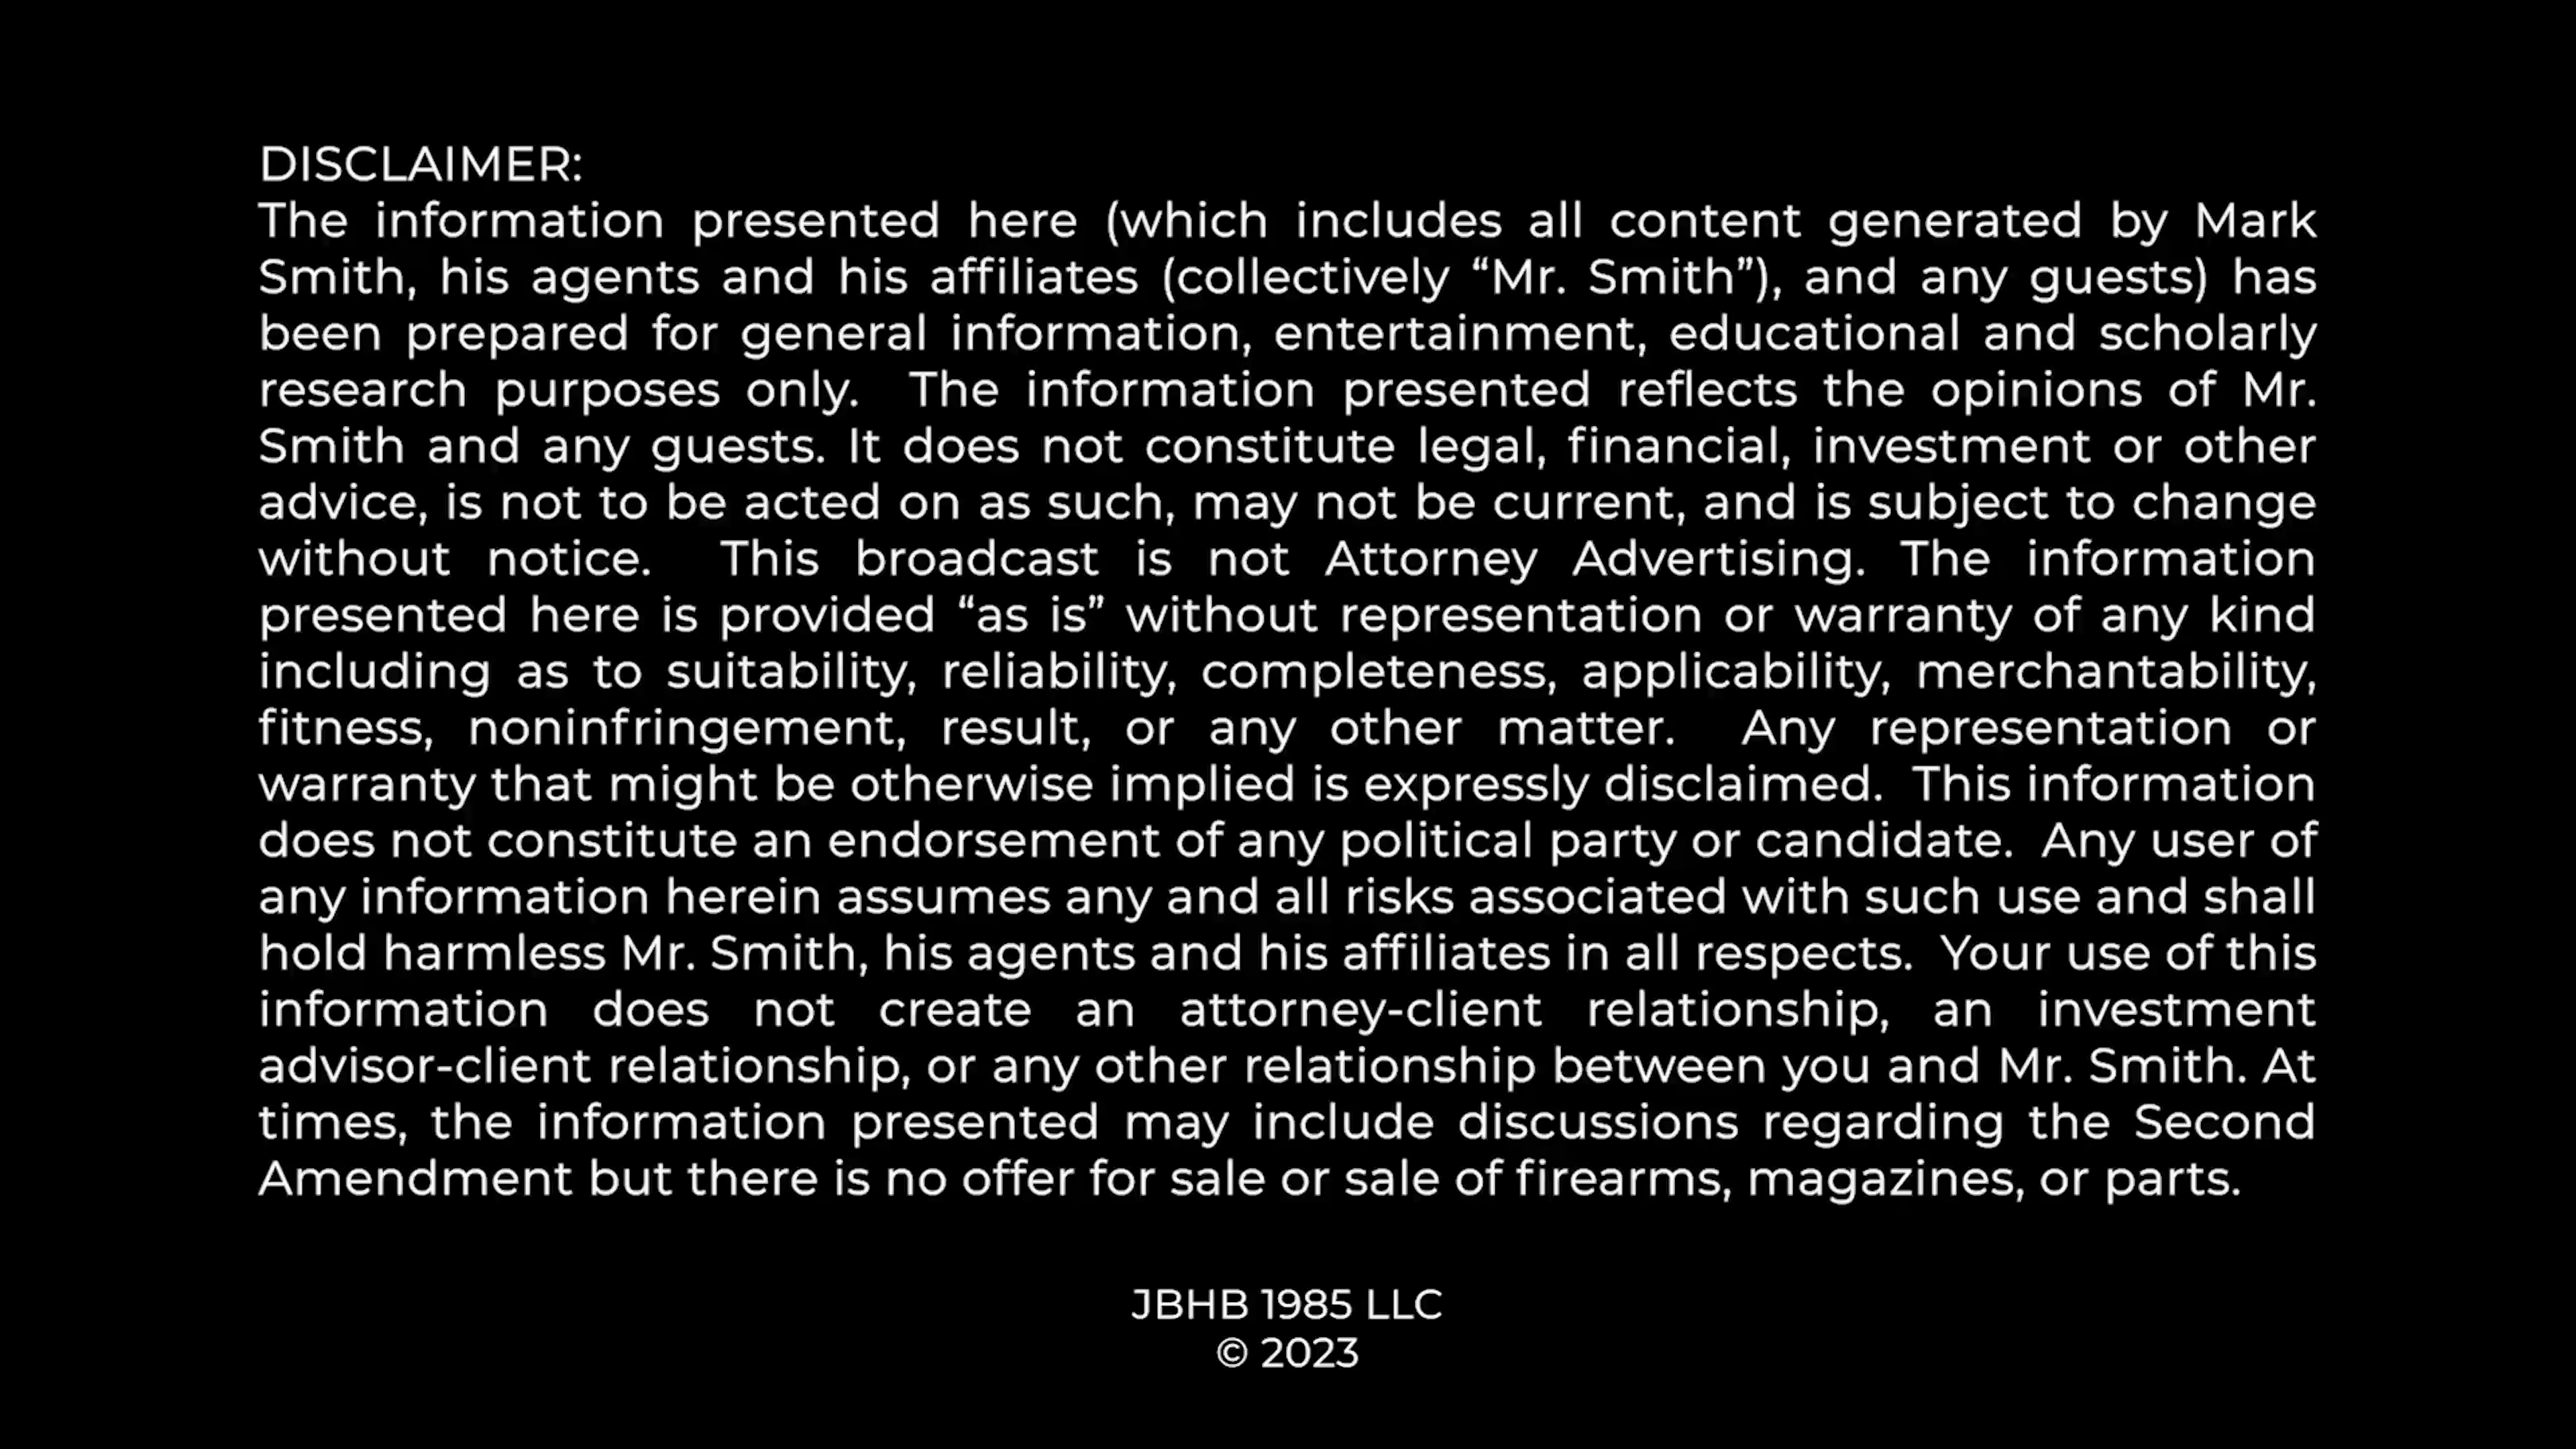 DISCLAIMER:
The information presented here (which includes all content generated by Mark
Smith, his agents and his affiliates (collectively “Mr. Smith”), and any guests) has
been prepared for general information, entertainment, educational and scholarly
research purposes only.  The information presented reflects the opinions of Mr.
Smith and any guests. It does not constitute legal, financial, investment or other
advice, is not to be acted on as such, may not be current, and is subject to change
without notice.  This broadcast is not Attorney Advertising. The information
presented here is provided “as is” without representation or warranty of any kind
including as to suitability, reliability, completeness, applicability, merchantability,
fitness, noninfringement, result, or any other matter.  Any representation or
warranty that might be otherwise implied is expressly disclaimed.  This information
does not constitute an endorsement of any political party or candidate.  Any user of
any information herein assumes any and all risks associated with such use and shall
hold harmless Mr. Smith, his agents and his affiliates in all respects.  Your use of this
information does not create an attorney-client relationship, an investment
advisor-client relationship, or any other relationship between you and Mr. Smith. At
times, the information presented may include discussions regarding the Second
Amendment but there is no offer for sale or sale of firearms, magazines, or parts.
JBHB 1985 LLC
© 2023